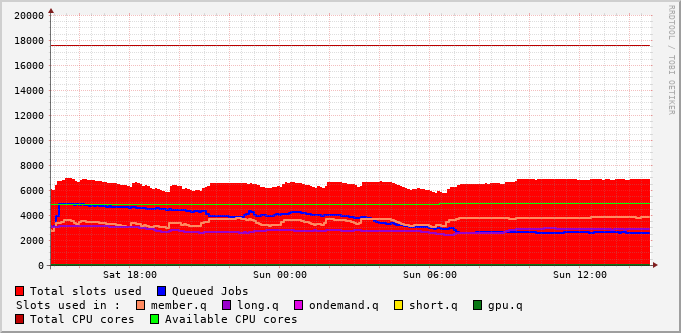 20000
18000
16000
14000
12000
10000
8000
6000
4000
2000
0
Sat 18:00 Sun 00:00 Sun 06:00 Sun 12:00
Total slots used Queued Jobs
Slots used in : member.q long.q ondemand.q short.q gpu.q
Total CPU cores Available CPU cores
RRDTOOL / TOBI OETIKER